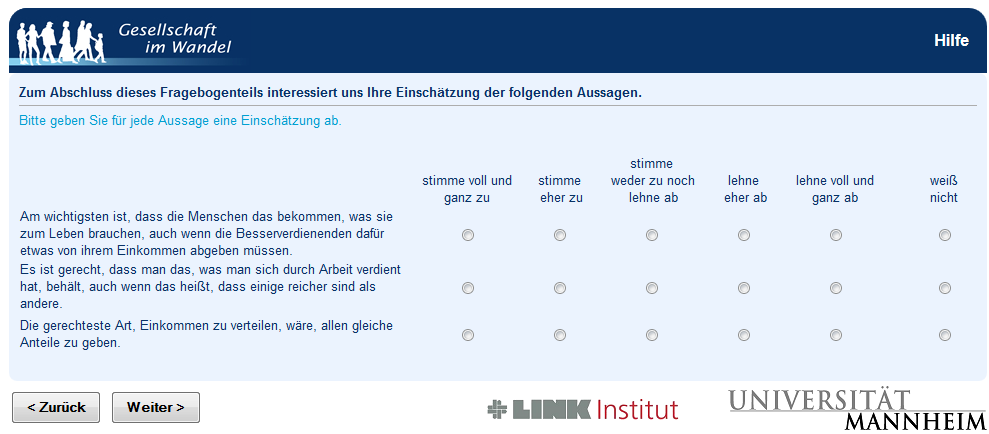 Gesellschaft
im Wandel
Hilfe
Zum Abschluss dieses Fragebogenteils interessiert uns Ihre Einschätzung der folgenden Aussagen.
Bitte geben Sie für jede Aussage eine Einschätzung ab.
stimme voll und
ganz zu
stimme
eher zu
stimme
weder zu noch
lehne ab
lehne
eher ab
lehne voll und
ganz ab
weiß
nicht
Am wichtigsten ist, dass die Menschen das bekommen, was sie
zum Leben brauchen, auch wenn die Besserverdienenden dafür
etwas von ihrem Einkommen abgeben müssen.
Es ist gerecht, dass man das, was man sich durch Arbeit verdient
hat, behält, auch wenn das heißt, dass einige reicher sind als
andere.
Die gerechteste Art, Einkommen zu verteilen, wäre, allen gleiche
Anteile zu geben.
< Zurück
Weiter >
LINK Institut
UNIVERSITÄT
MANNHEIM